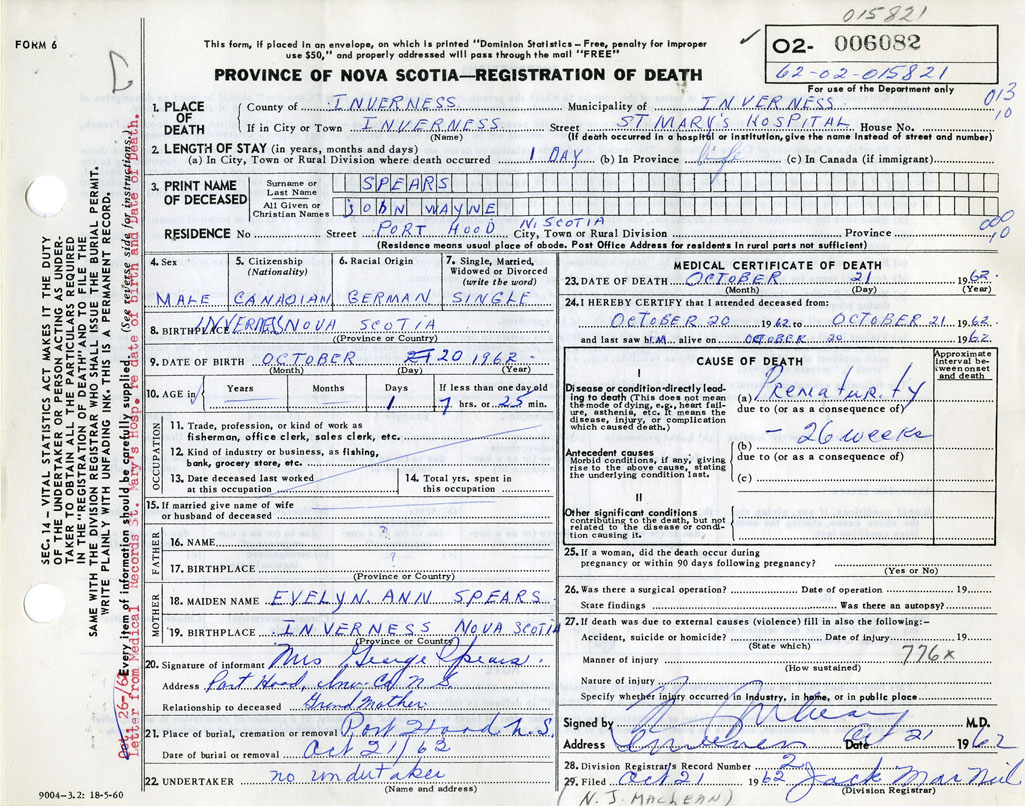 015821
FORM 6
This form, if placed in an envelope, on which is printed "Dominion Statistics – Free, penalty for improper
use $50," and properly addressed will pass through the mail "FREE"
✓ 02- 006082
62-02-015821
PROVINCE OF NOVA SCOTIA—REGISTRATION OF DEATH
For use of the Department only
013
10
1. PLACE OF DEATH
County of INVERNESS Municipality of INVERNESS
If in City or Town INVERNESS Street ST MARY'S HOSPITAL House No.
(Name) (If death occurred in a hospital or institution, give the name instead of street and number)
2. LENGTH OF STAY (in years, months and days)
(a) In City, Town or Rural Division where death occurred 1 DAY (b) In Province Life (c) In Canada (if immigrant)
3. PRINT NAME OF DECEASED
Surname or Last Name SPEARS
All Given or Christian Names JOHN WAYNE
RESIDENCE No Street PORT HOOD City, Town or Rural Division N. SCOTIA Province
000
10
(Residence means usual place of abode. Post Office Address for residents in rural parts not sufficient)
4. Sex
MALE
5. Citizenship
(Nationality)
CANADIAN
6. Racial Origin
GERMAN
7. Single, Married,
Widowed or Divorced
(write the word)
SINGLE
8. BIRTHPLACE INVERNESS NOVA SCOTIA
(Province or Country)
9. DATE OF BIRTH OCTOBER 21 20 1962
(Month) (Day) (Year)
10. AGE in
Years Months Days If less than one day old
1 7 hrs. or 25 min.
OCCUPATION
11. Trade, profession, or kind of work as
fisherman, office clerk, sales clerk, etc.
12. Kind of industry or business, as fishing,
bank, grocery store, etc.
13. Date deceased last worked
at this occupation
14. Total yrs. spent in
this occupation
15. If married give name of wife
or husband of deceased
FATHER
16. NAME ?
17. BIRTHPLACE ?
(Province or Country)
MOTHER
18. MAIDEN NAME EVELYN. ANN SPEARS
19. BIRTHPLACE INVERNESS NOVA SCOTIA
(Province or Country)
20. Signature of informant Mrs George Spears.
Address Port Hood, Inv. Co. N.S.
Relationship to deceased Grand Mother
21. Place of burial, cremation or removal Port Hood N.S.
Date of burial or removal Oct 21/62
22. UNDERTAKER no undertaker
(Name and address)
9004-3.2: 18-5-60
MEDICAL CERTIFICATE OF DEATH
23. DATE OF DEATH OCTOBER 21 1962
(Month) (Day) (Year)
24. I HEREBY CERTIFY that I attended deceased from:
OCTOBER 20 1962 to OCTOBER 21 1962
and last saw h IM alive on OCTOBER 20 1962
CAUSE OF DEATH
Approximate
interval between
onset
and death
I
Disease or condition directly leading
to death (This does not mean
the mode of dying, e.g., heart failure,
asthenia, etc. It means the
disease, injury, or complication
which caused death.)
(a) Prematurity
due to (or as a consequence of)
- 26 weeks
Antecedent causes
Morbid conditions, if any, giving
rise to the above cause, stating
the underlying condition last.
(b)
due to (or as a consequence of)
(c)
II
Other significant conditions
contributing to the death, but not
related to the disease or condition
causing it.
25. If a woman, did the death occur during
pregnancy or within 90 days following pregnancy?
(Yes or No)
26. Was there a surgical operation? Date of operation 19
State findings Was there an autopsy?
27. If death was due to external causes (violence) fill in also the following:-
Accident, suicide or homicide? Date of injury 19
(State which)
Manner of injury 776x
(How sustained)
Nature of injury
Specify whether injury occurred in industry, in home, or in public place
Signed by M.D.
Address Inverness Date Oct 21 1962
28. Division Registrar's Record Number 2
29. Filed Oct 21 1962 Jack MacNeil
(Division Registrar)
(N. J. MACLEAN)
SEC. 14 – VITAL STATISTICS ACT MAKES IT THE DUTY
OF THE UNDERTAKER OR PERSON ACTING AS UNDERTAKER
TO OBTAIN ALL THE PARTICULARS REQUIRED
IN THE "REGISTRATION OF DEATH" AND TO FILE THE
SAME WITH THE DIVISION REGISTRAR WHO SHALL ISSUE THE BURIAL PERMIT.
WRITE PLAINLY WITH UNFADING INK. THIS IS A PERMANENT RECORD.
Every item of information should be carefully supplied. (See reverse side for instructions.)
Oct. 26-/62
Letter from Medical Records St. Mary's Hosp. re date of birth and Date of Death.